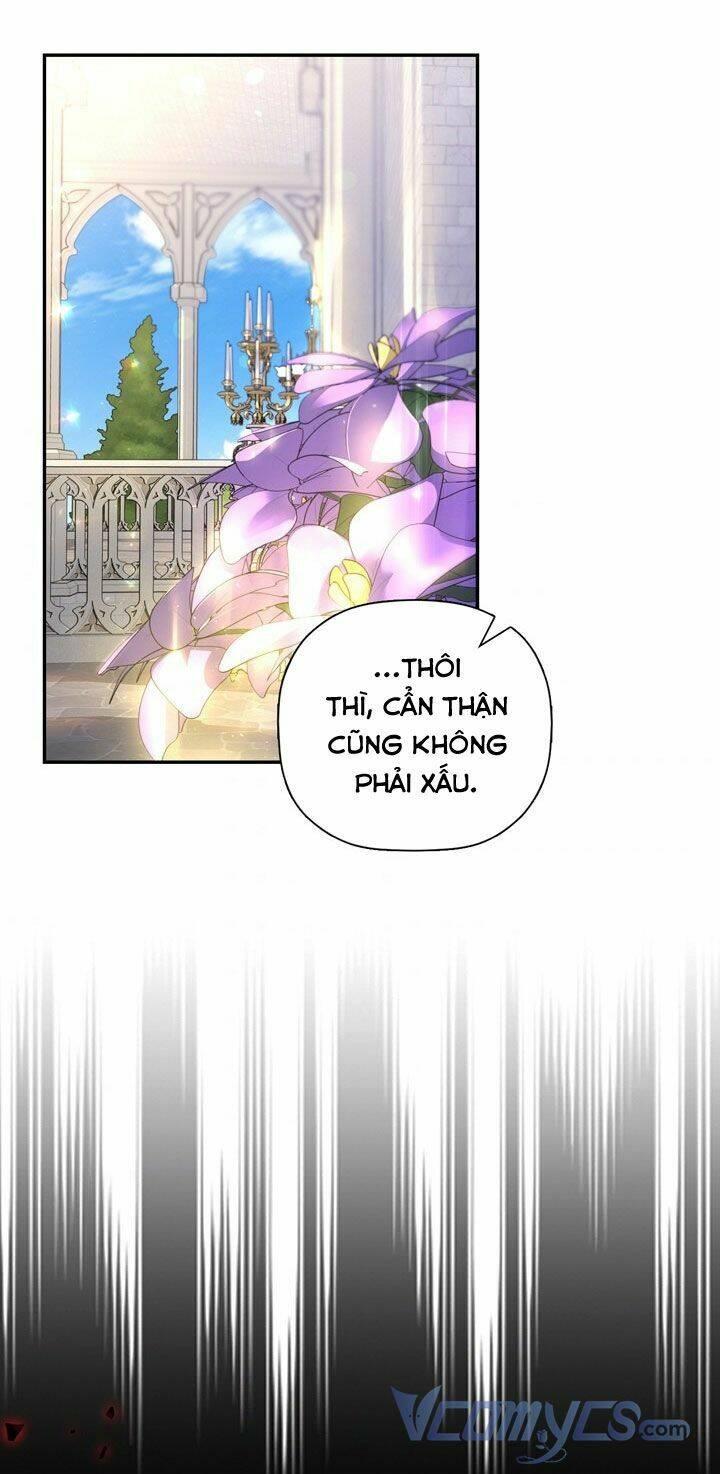 ...THÔI
THÌ, CẨN THẬN
CŨNG KHÔNG
PHẢI XẤU.
VCOMYCS.com